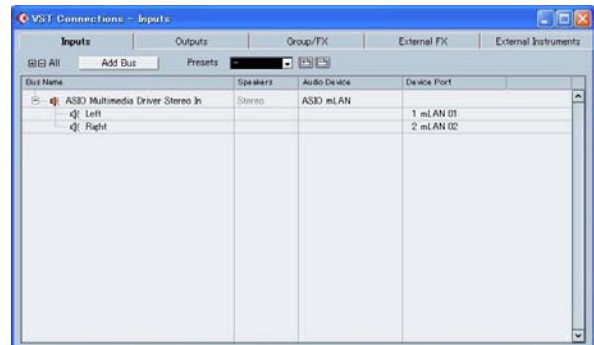 VST Connections - Inputs
Inputs Outputs Group/FX External FX External Instruments
All Add Bus Presets -
Bus Name Speakers Audio Device Device Port
ASIO Multimedia Driver Stereo In Stereo ASIO mLAN
Left 1 mLAN 01
Right 2 mLAN 02